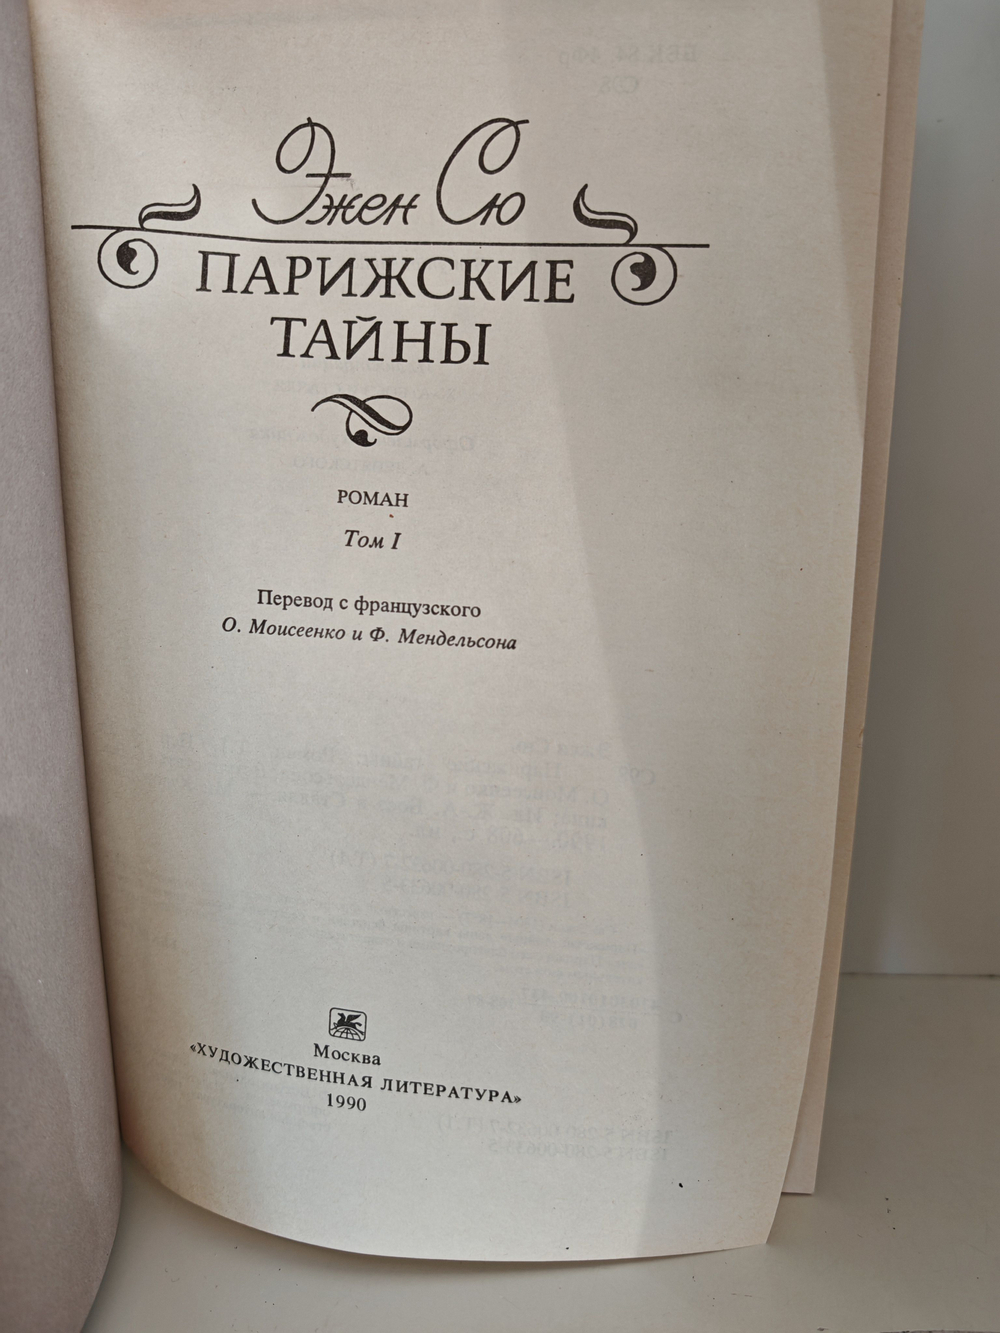 Эжен Сю
ПАРИЖСКИЕ
ТАЙНЫ
РОМАН
Том I
Перевод с французского
О. Моисеенко и Ф. Мендельсона
Москва
«ХУДОЖЕСТВЕННАЯ ЛИТЕРАТУРА»
1990